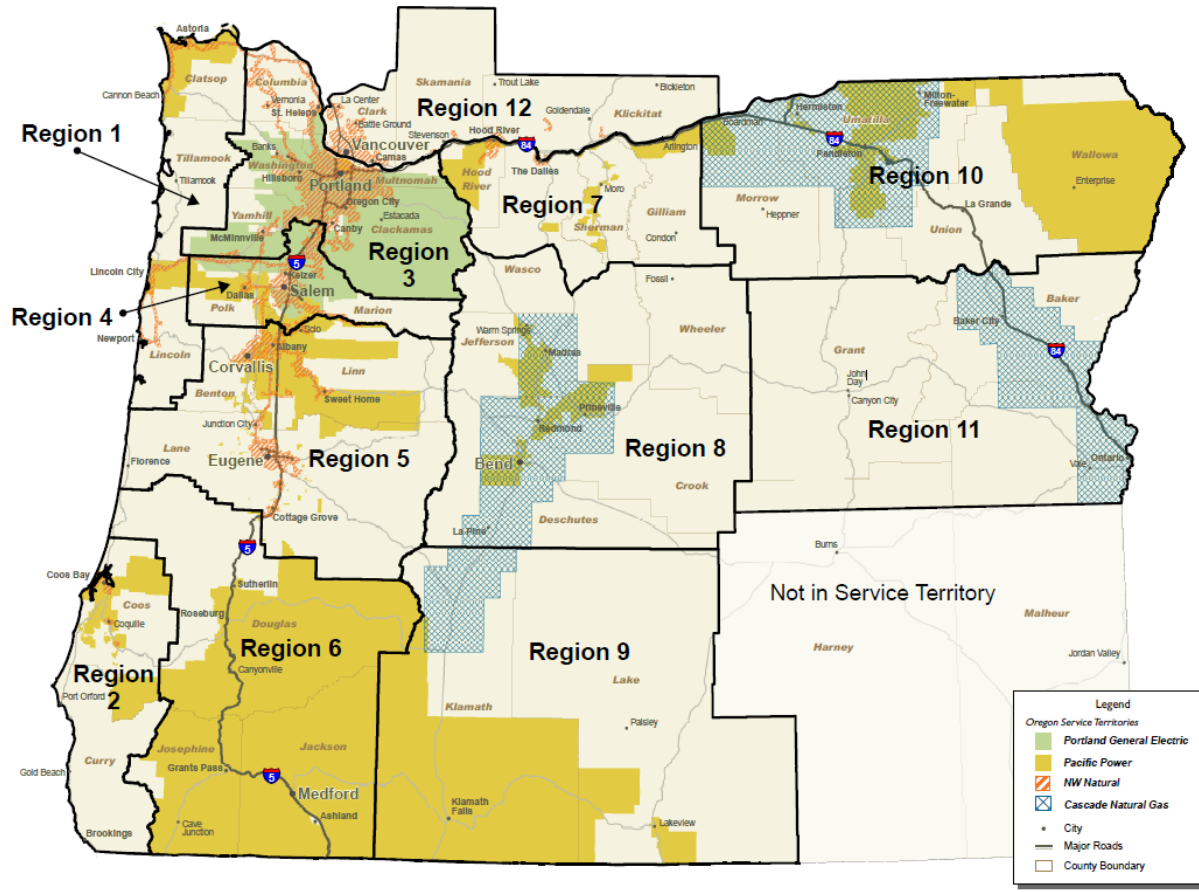 Astoria
Clatsop
Columbia
Cannon Beach
Vernonia
St. Helens
La Center
Clark
Battle Ground
Skamania
Trout Lake
Bickleton
Region 12
Goldendale
Klickitat
Stevenson
Hood River
84
Vancouver
Camas
Region 1
Tillamook
Tillamook
Banks
Washington
Hillsboro
Portland
Multnomah
Oregon City
Estacada
Yamhill
McMinnville
Canby
Clackamas
Region
3
Hood
River
The Dalles
Arlington
Moro
Region 7
Sherman
Gilliam
Condon
Boardman
Hermiston
Umatilla
Milton-
Freewater
84
Pendleton
Region 10
Morrow
Heppner
La Grande
Union
Wallowa
Enterprise
Lincoln City
5
Keizer
Salem
Dallas
Polk
Marion
Region 4
Newport
Lincoln
Scio
Albany
Corvallis
Linn
Benton
Sweet Home
Junction City
Lane
Eugene
Florence
Region 5
Cottage Grove
Wasco
Fossil
Warm Springs
Jefferson
Madras
Wheeler
Prineville
Redmond
Bend
Region 8
Crook
Deschutes
La Pine
Baker
Baker City
84
Grant
John
Day
Canyon City
Region 11
Ontario
Vale
5
Coos Bay
Coos
Coquille
Sutherlin
Roseburg
Douglas
Region 6
Canyonville
Region
2
Port Orford
Curry
Gold Beach
Brookings
Josephine
Grants Pass
Jackson
5
Medford
Ashland
Cave
Junction
Region 9
Lake
Klamath
Paisley
Klamath
Falls
Lakeview
Burns
Not in Service Territory
Harney
Malheur
Jordan Valley
Legend
Oregon Service Territories
Portland General Electric
Pacific Power
NW Natural
Cascade Natural Gas
City
Major Roads
County Boundary